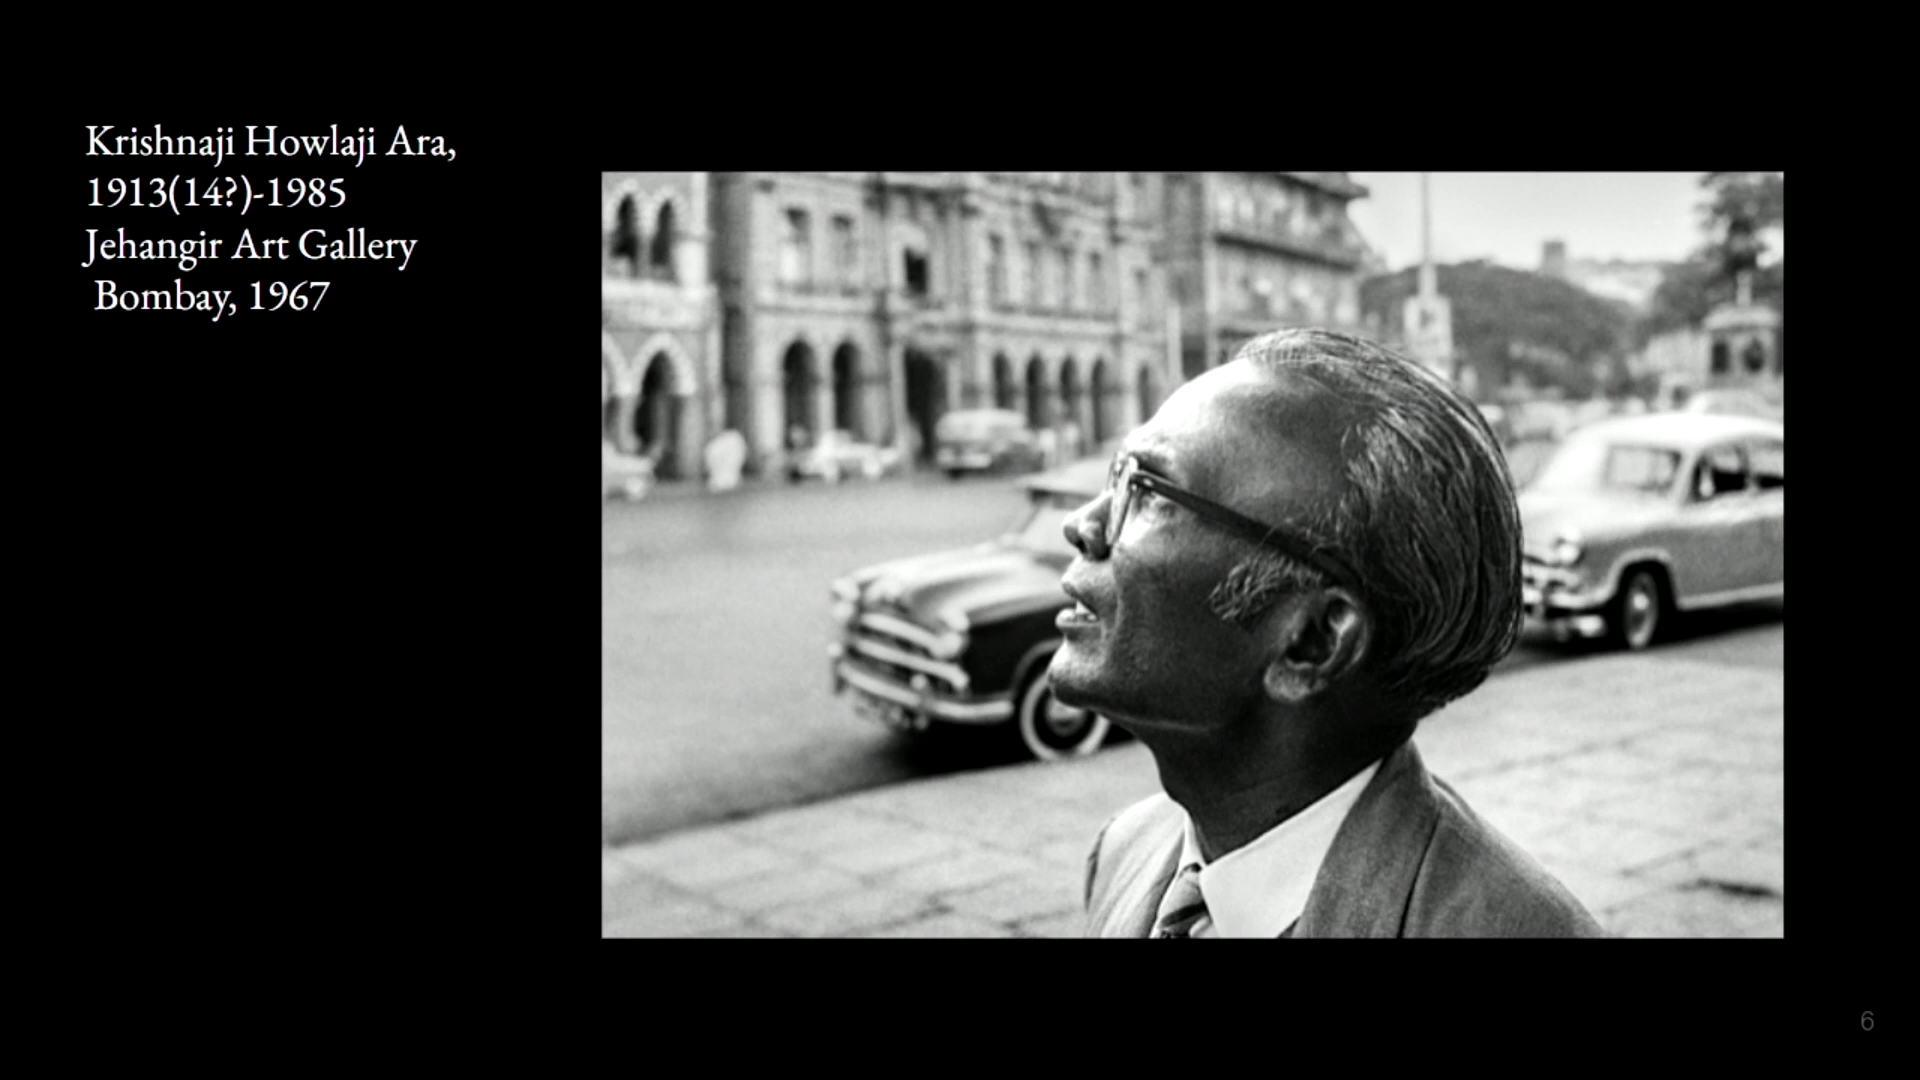 Krishnaji Howlaji Ara,
1913(14?)-1985
Jehangir Art Gallery
Bombay, 1967
6